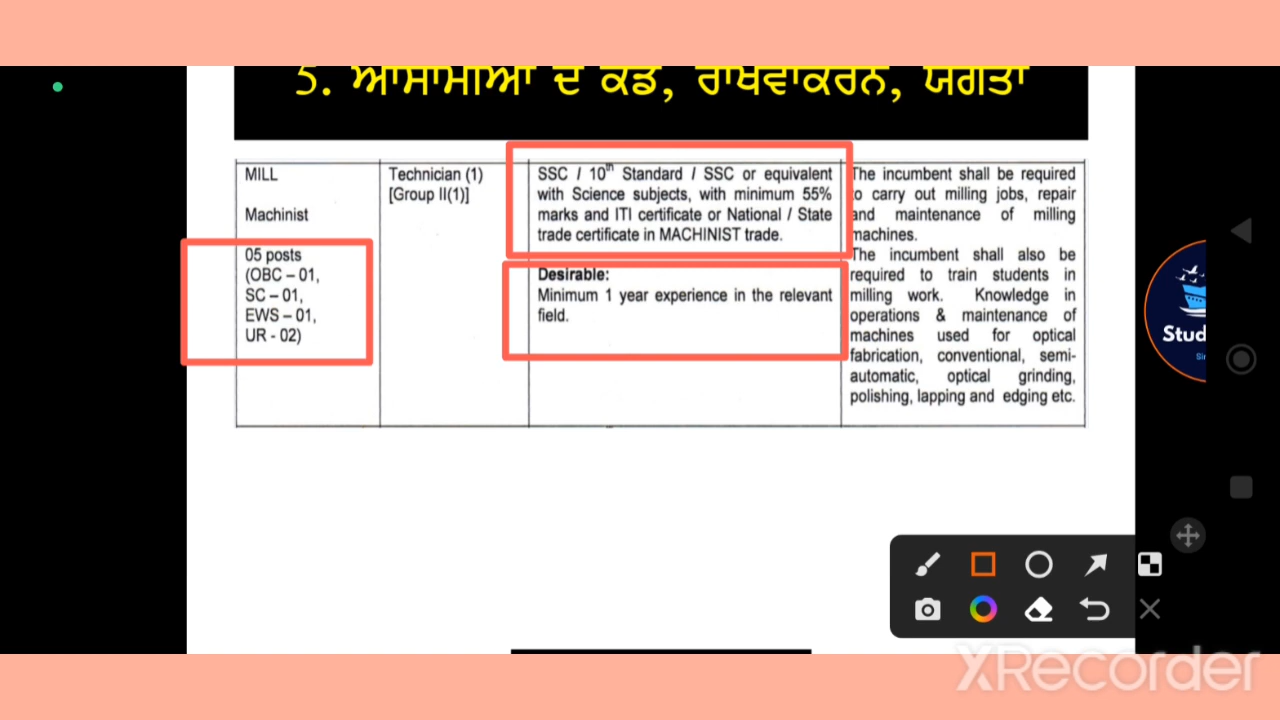 5. ਆਸਾਮੀਆਂ ਦੇ ਕੋਡ, ਰਾਖਵਾਂਕਰਨ, ਯੋਗਤਾ
MILL
Machinist
05 posts
(OBC – 01,
SC – 01,
EWS – 01,
UR - 02)
Technician (1)
[Group II(1)]
SSC / 10th Standard / SSC or equivalent
with Science subjects, with minimum 55%
marks and ITI certificate or National / State
trade certificate in MACHINIST trade.
Desirable:
Minimum 1 year experience in the relevant
field.
The incumbent shall be required
to carry out milling jobs, repair
and maintenance of milling
machines.
The incumbent shall also be
required to train students in
milling work. Knowledge in
operations & maintenance of
machines used for optical
fabrication, conventional, semi-
automatic, optical grinding,
polishing, lapping and edging etc.
Stud
XRecorder